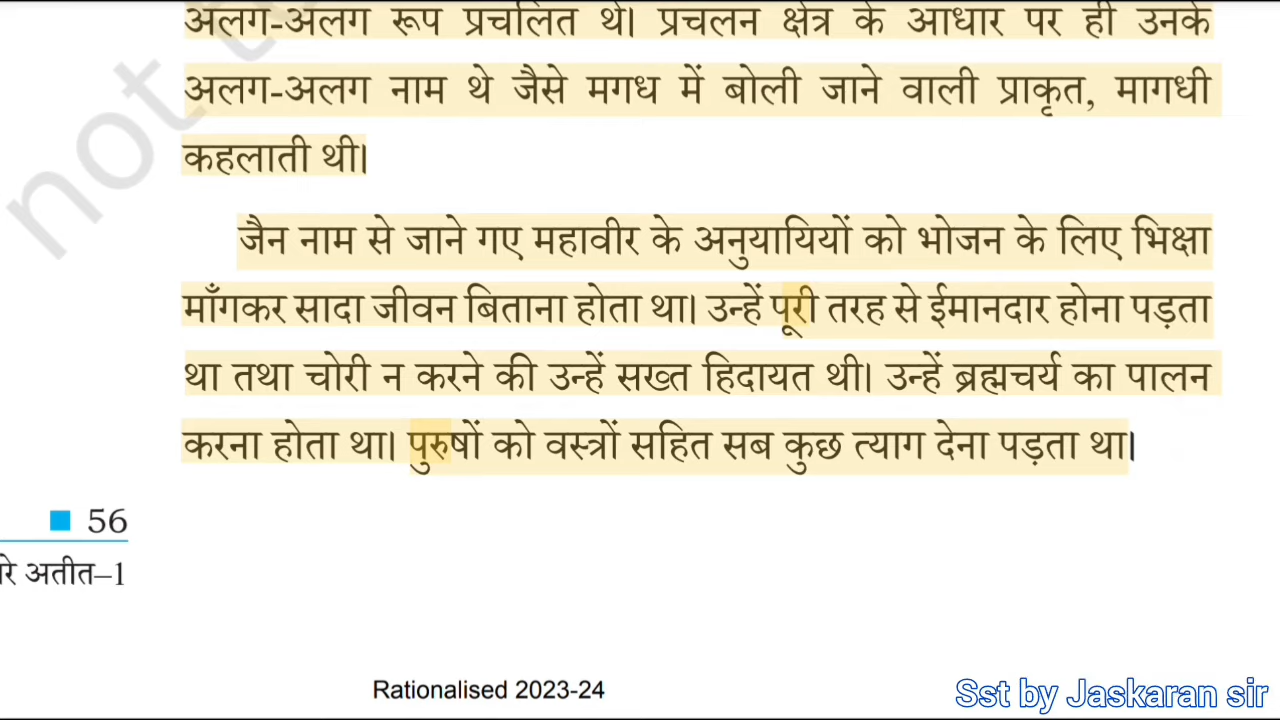 अलग-अलग रूप प्रचलित थे। प्रचलन क्षेत्र के आधार पर ही उनके
अलग-अलग नाम थे जैसे मगध में बोली जाने वाली प्राकृत, मागधी
कहलाती थी।
जैन नाम से जाने गए महावीर के अनुयायियों को भोजन के लिए भिक्षा
माँगकर सादा जीवन बिताना होता था। उन्हें पूरी तरह से ईमानदार होना पड़ता
था तथा चोरी न करने की उन्हें सख्त हिदायत थी। उन्हें ब्रह्मचर्य का पालन
करना होता था। पुरुषों को वस्त्रों सहित सब कुछ त्याग देना पड़ता था।
56
रे अतीत–1
Rationalised 2023-24
Sst by Jaskaran sir
not